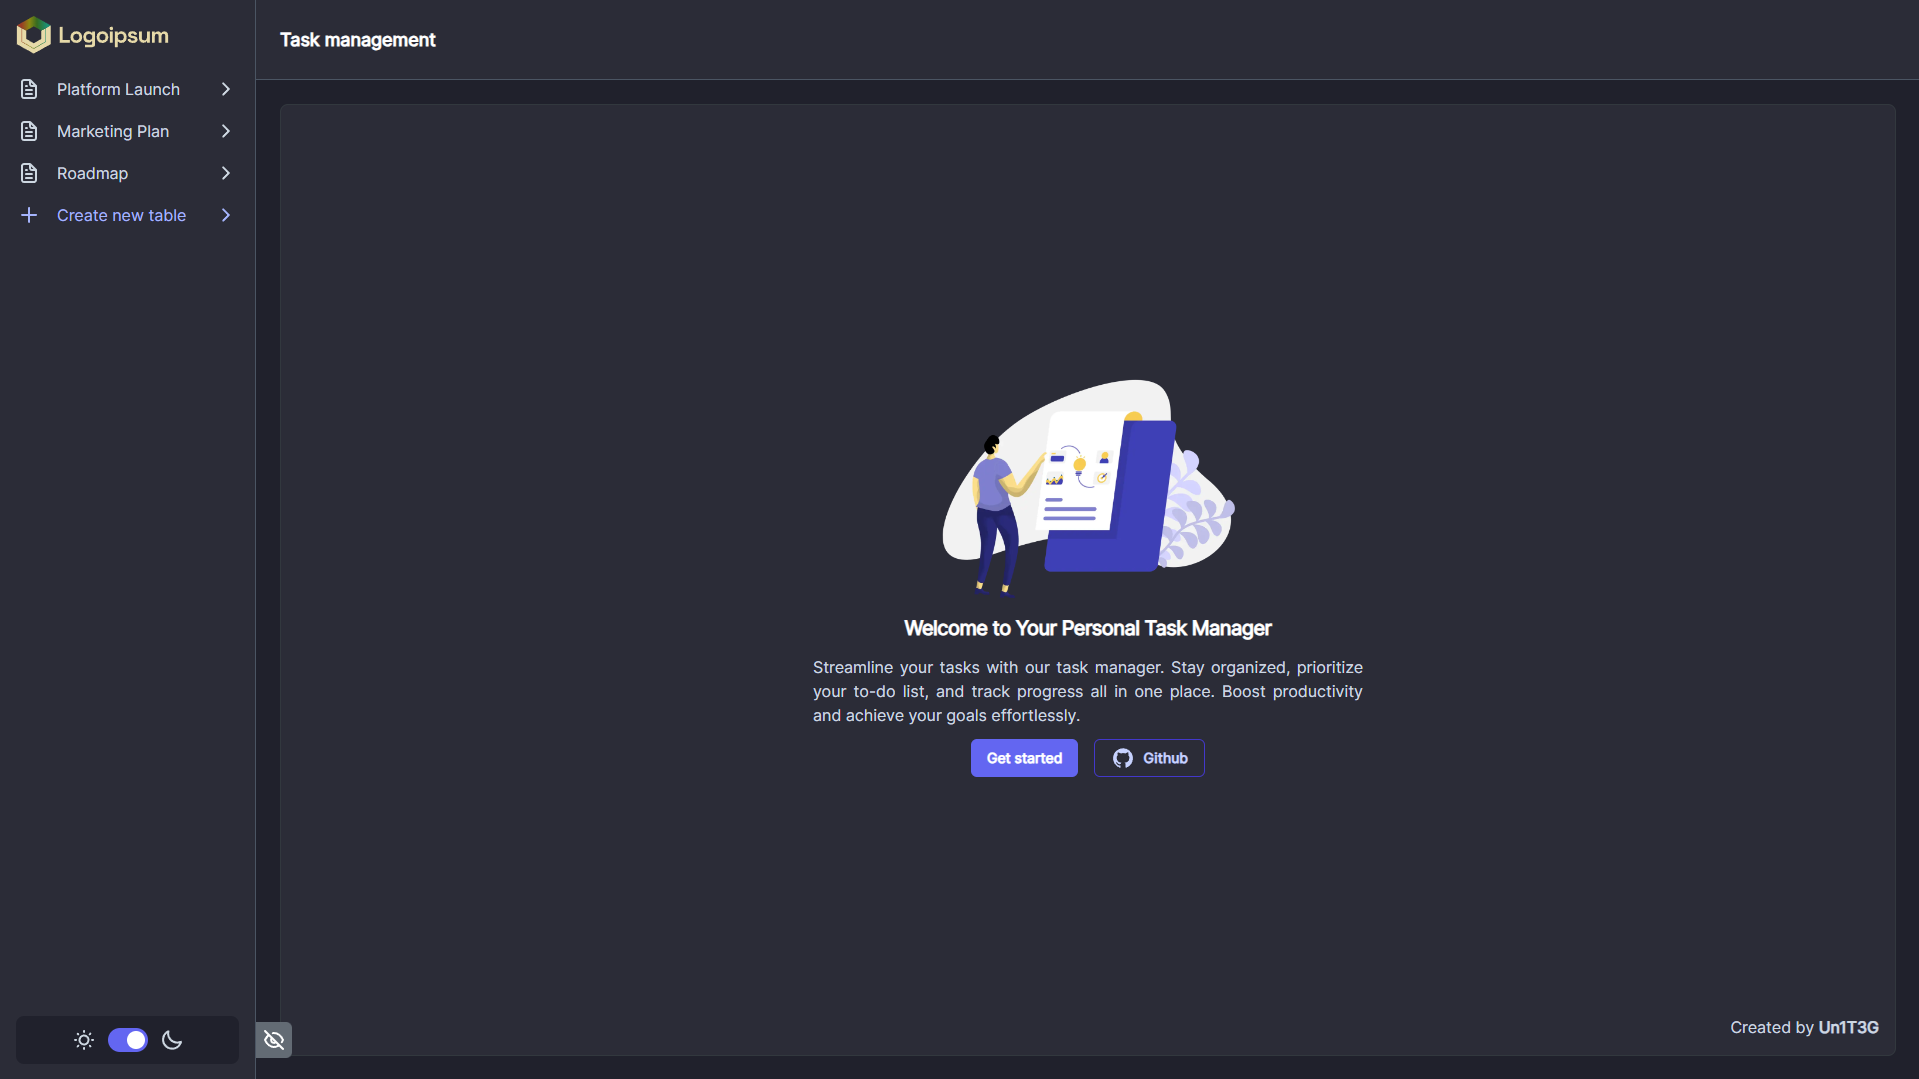 Logoipsum
Platform Launch
Marketing Plan
Roadmap
Create new table
Task management
Welcome to Your Personal Task Manager
Streamline your tasks with our task manager. Stay organized, prioritize
your to-do list, and track progress all in one place. Boost productivity
and achieve your goals effortlessly.
Get started
Github
Created by Un1T3G